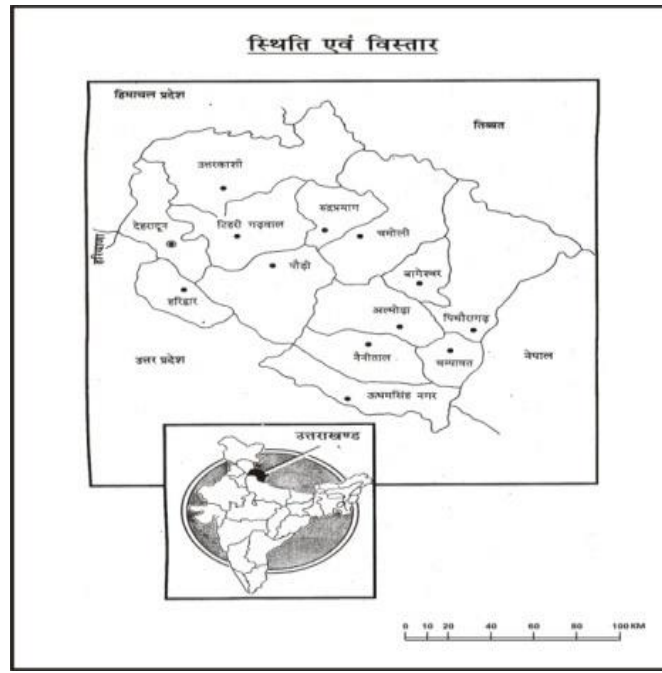 स्थिति एवं विस्तार
हिमाचल प्रदेश
तिब्बत
उत्तरकाशी
रुद्रप्रयाग
देहरादून
टिहरी गढ़वाल
चमोली
हरियाणा
पौड़ी
बागेश्वर
हरिद्वार
अल्मोड़ा
पिथौरागढ़
उत्तर प्रदेश
नैनीताल
चम्पावत
नेपाल
ऊधमसिंह नगर
उत्तराखण्ड
0 10 20 40 60 80 100 KM